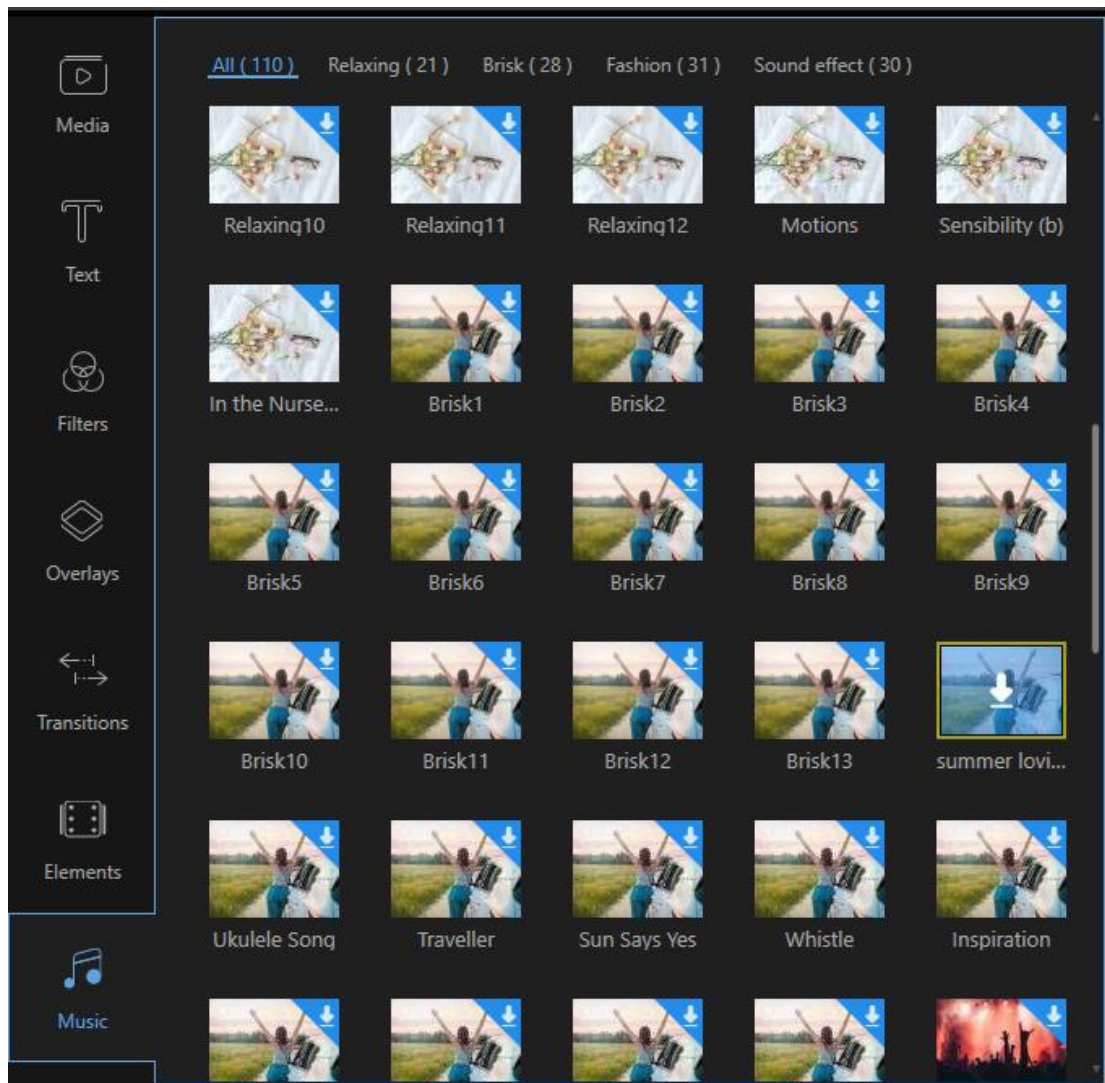 All ( 110 ) Relaxing ( 21 ) Brisk ( 28 ) Fashion ( 31 ) Sound effect ( 30 )
Media
Text
Filters
Overlays
Transitions
Elements
Music
Relaxing10 Relaxing11 Relaxing12 Motions Sensibility (b)
In the Nurse... Brisk1 Brisk2 Brisk3 Brisk4
Brisk5 Brisk6 Brisk7 Brisk8 Brisk9
Brisk10 Brisk11 Brisk12 Brisk13 summer lovi...
Ukulele Song Traveller Sun Says Yes Whistle Inspiration